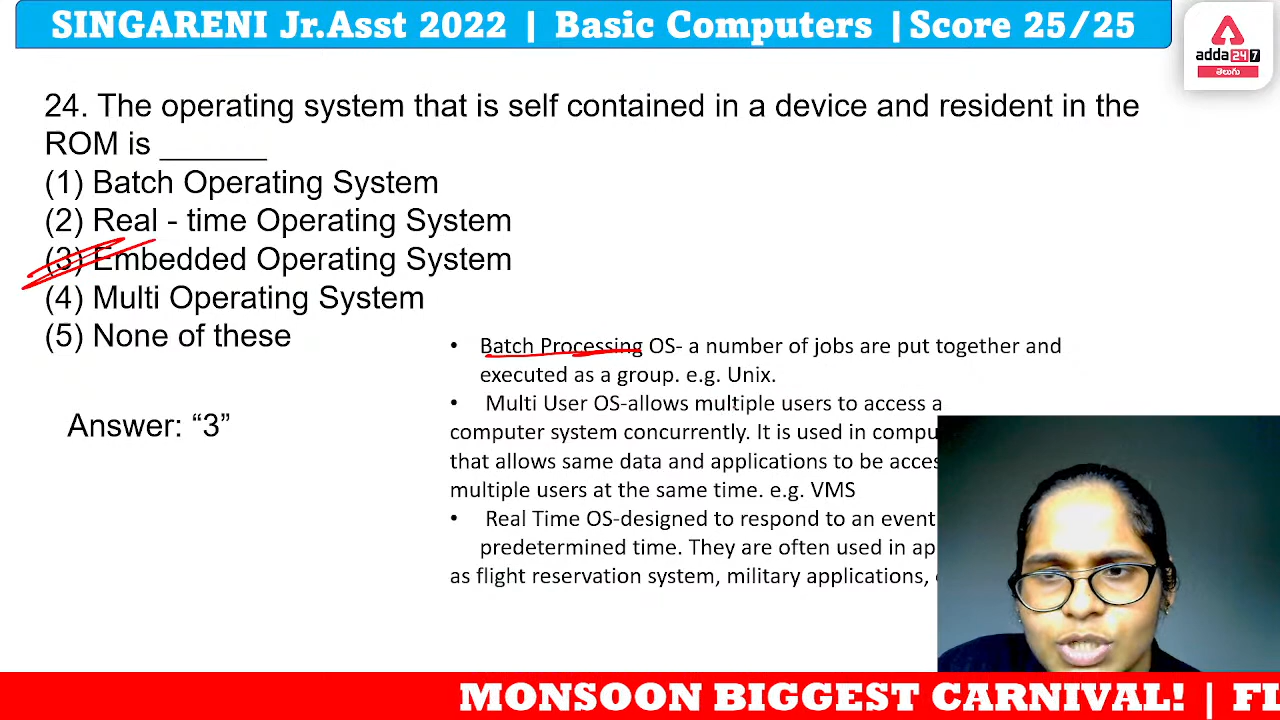 SINGARENI Jr.Asst 2022 | Basic Computers |Score 25/25
adda 24 7
తెలుగు
24. The operating system that is self contained in a device and resident in the
ROM is ______
(1) Batch Operating System
(2) Real - time Operating System
(3) Embedded Operating System
(4) Multi Operating System
(5) None of these
Answer: “3”
• Batch Processing OS- a number of jobs are put together and
executed as a group. e.g. Unix.
• Multi User OS-allows multiple users to access a
computer system concurrently. It is used in compu
that allows same data and applications to be acces
multiple users at the same time. e.g. VMS
• Real Time OS-designed to respond to an event
predetermined time. They are often used in ap
as flight reservation system, military applications,
MONSOON BIGGEST CARNIVAL! | FL